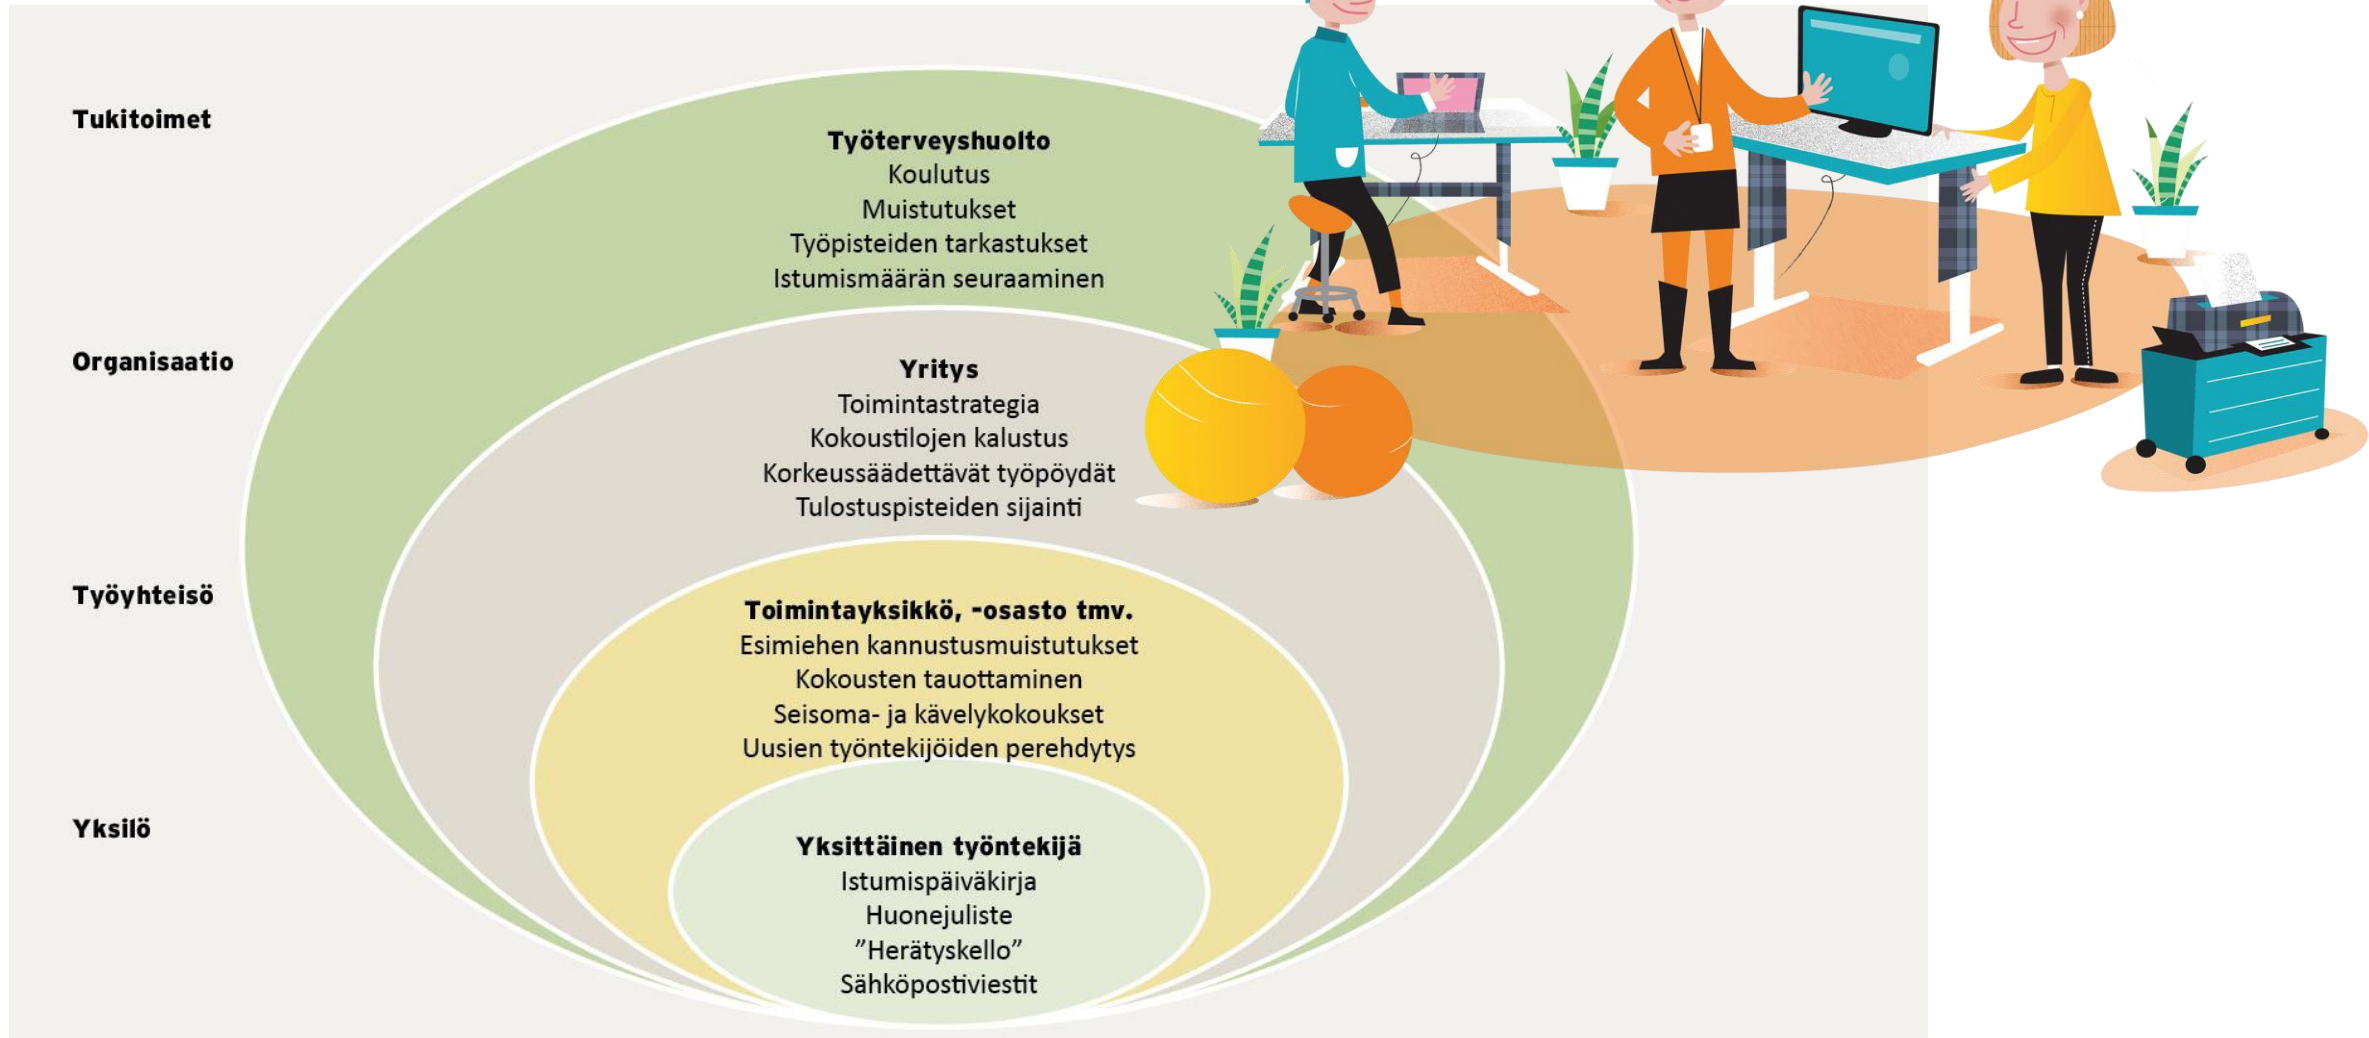 Tukitoimet
Työterveyshuolto
Koulutus
Muistutukset
Työpisteiden tarkastukset
Istumismäärän seuraaminen
Organisaatio
Yritys
Toimintastrategia
Kokoustilojen kalustus
Korkeussäädettävät työpöydät
Tulostuspisteiden sijainti
Työyhteisö
Toimintayksikkö, -osasto tmv.
Esimiehen kannustusmuistutukset
Kokousten tauottaminen
Seisoma- ja kävelykokoukset
Uusien työntekijöiden perehdytys
Yksilö
Yksittäinen työntekijä
Istumispäiväkirja
Huonejuliste
”Herätyskello”
Sähköpostiviestit